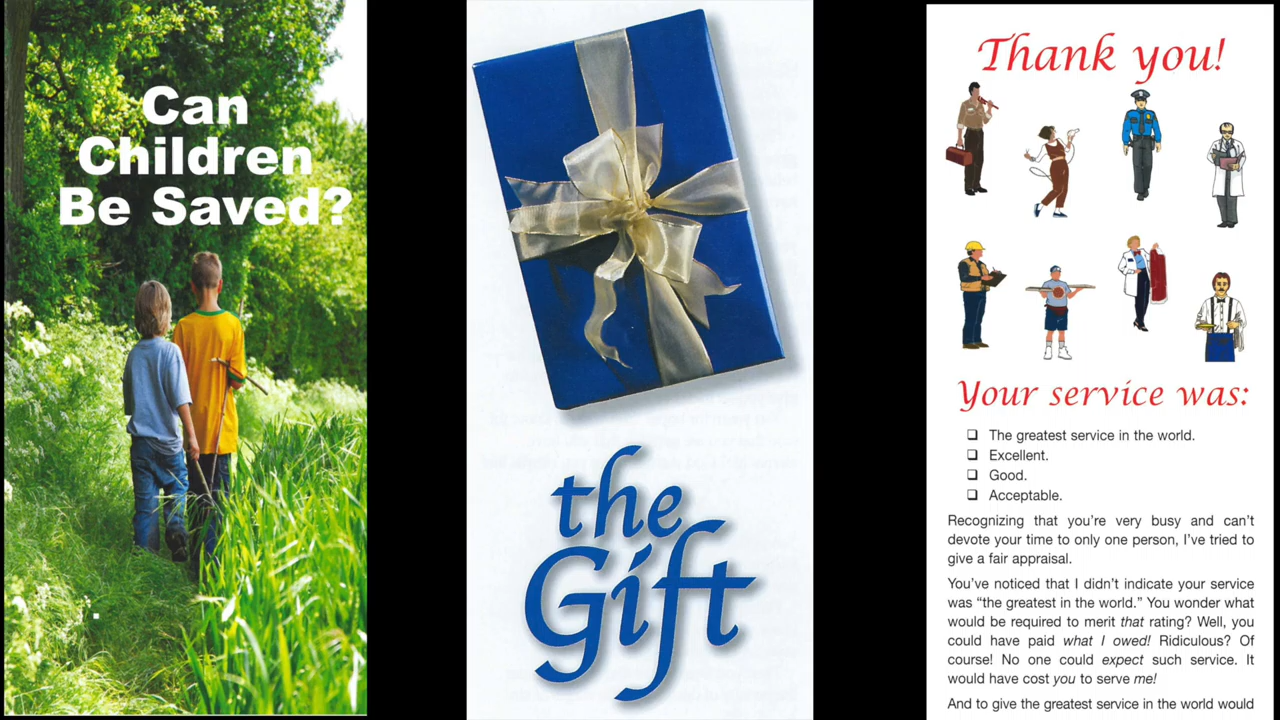 Can
Children
Be Saved?
the
Gift
Thank you!
Your service was:
❑ The greatest service in the world.
❑ Excellent.
❑ Good.
❑ Acceptable.
Recognizing that you're very busy and can't
devote your time to only one person, I've tried to
give a fair appraisal.
You've noticed that I didn't indicate your service
was “the greatest in the world.” You wonder what
would be required to merit that rating? Well, you
could have paid what I owed! Ridiculous? Of
course! No one could expect such service. It
would have cost you to serve me!
And to give the greatest service in the world would